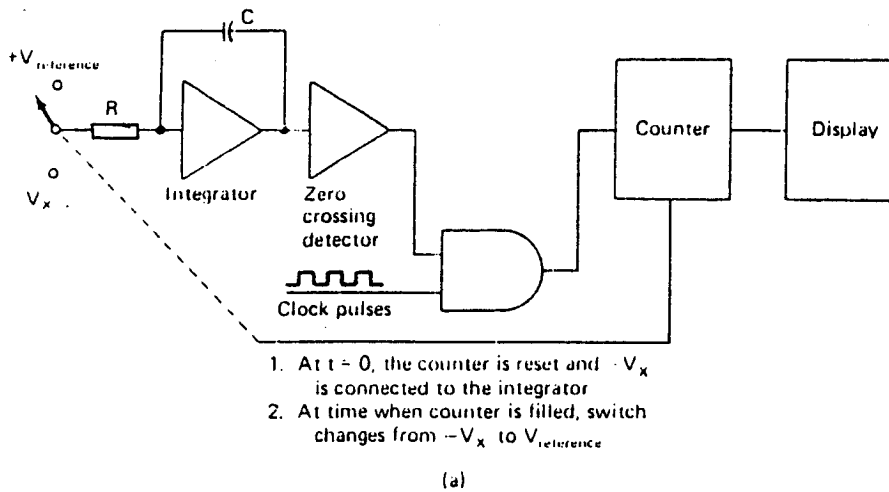 C
+V reference
R
Counter
Display
Integrator
Zero
crossing
detector
V x
Clock pulses
1. At t = 0, the counter is reset and -V x
is connected to the integrator
2. At time when counter is filled, switch
changes from -V x to V reference
(a)